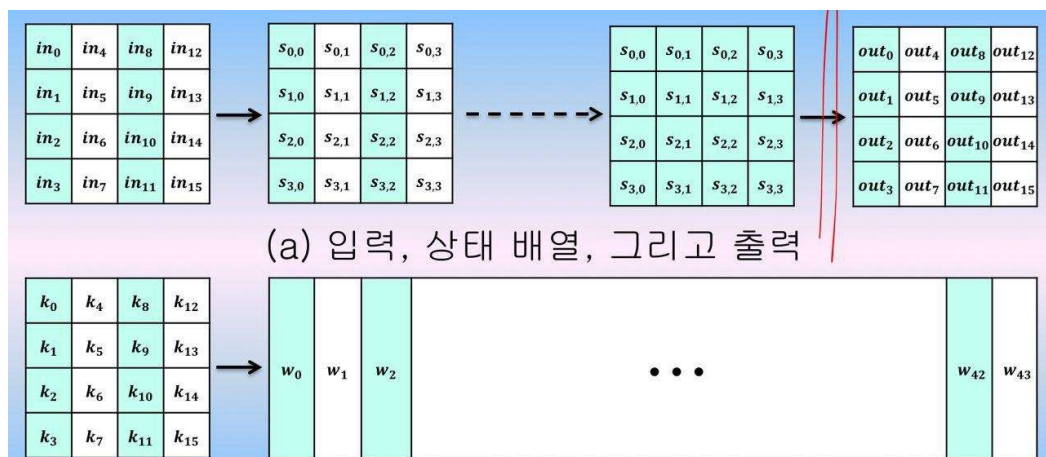 in0 in4 in8 in12 s0,0 s0,1 s0,2 s0,3 s0,0 s0,1 s0,2 s0,3 out0 out4 out8 out12
in1 in5 in9 in13 s1,0 s1,1 s1,2 s1,3 s1,0 s1,1 s1,2 s1,3 out1 out5 out9 out13
in2 in6 in10 in14 s2,0 s2,1 s2,2 s2,3 s2,0 s2,1 s2,2 s2,3 out2 out6 out10 out14
in3 in7 in11 in15 s3,0 s3,1 s3,2 s3,3 s3,0 s3,1 s3,2 s3,3 out3 out7 out11 out15
(a) 입력, 상태 배열, 그리고 출력
k0 k4 k8 k12
k1 k5 k9 k13
w0 w1 w2 ••• w42 w43
k2 k6 k10 k14
k3 k7 k11 k15